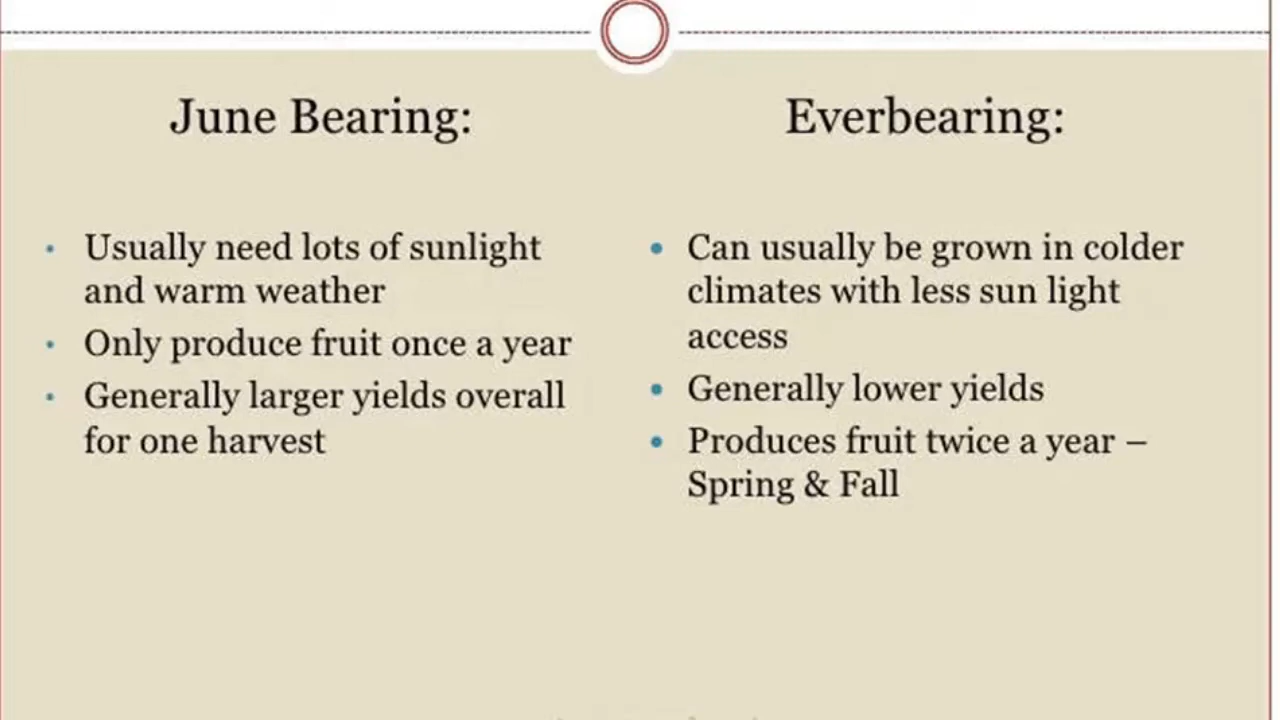 June Bearing:
• Usually need lots of sunlight
and warm weather
• Only produce fruit once a year
• Generally larger yields overall
for one harvest
Everbearing:
• Can usually be grown in colder
climates with less sun light
access
• Generally lower yields
• Produces fruit twice a year –
Spring & Fall